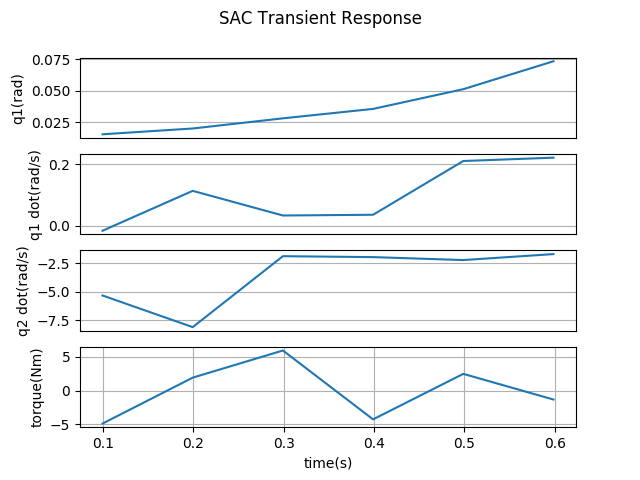 SAC Transient Response
0.075
0.050
0.025
q1(rad)
0.2
0.0
q1 dot(rad/s)
−2.5
−5.0
−7.5
q2 dot(rad/s)
5
0
−5
torque(Nm)
0.1 0.2 0.3 0.4 0.5 0.6
time(s)